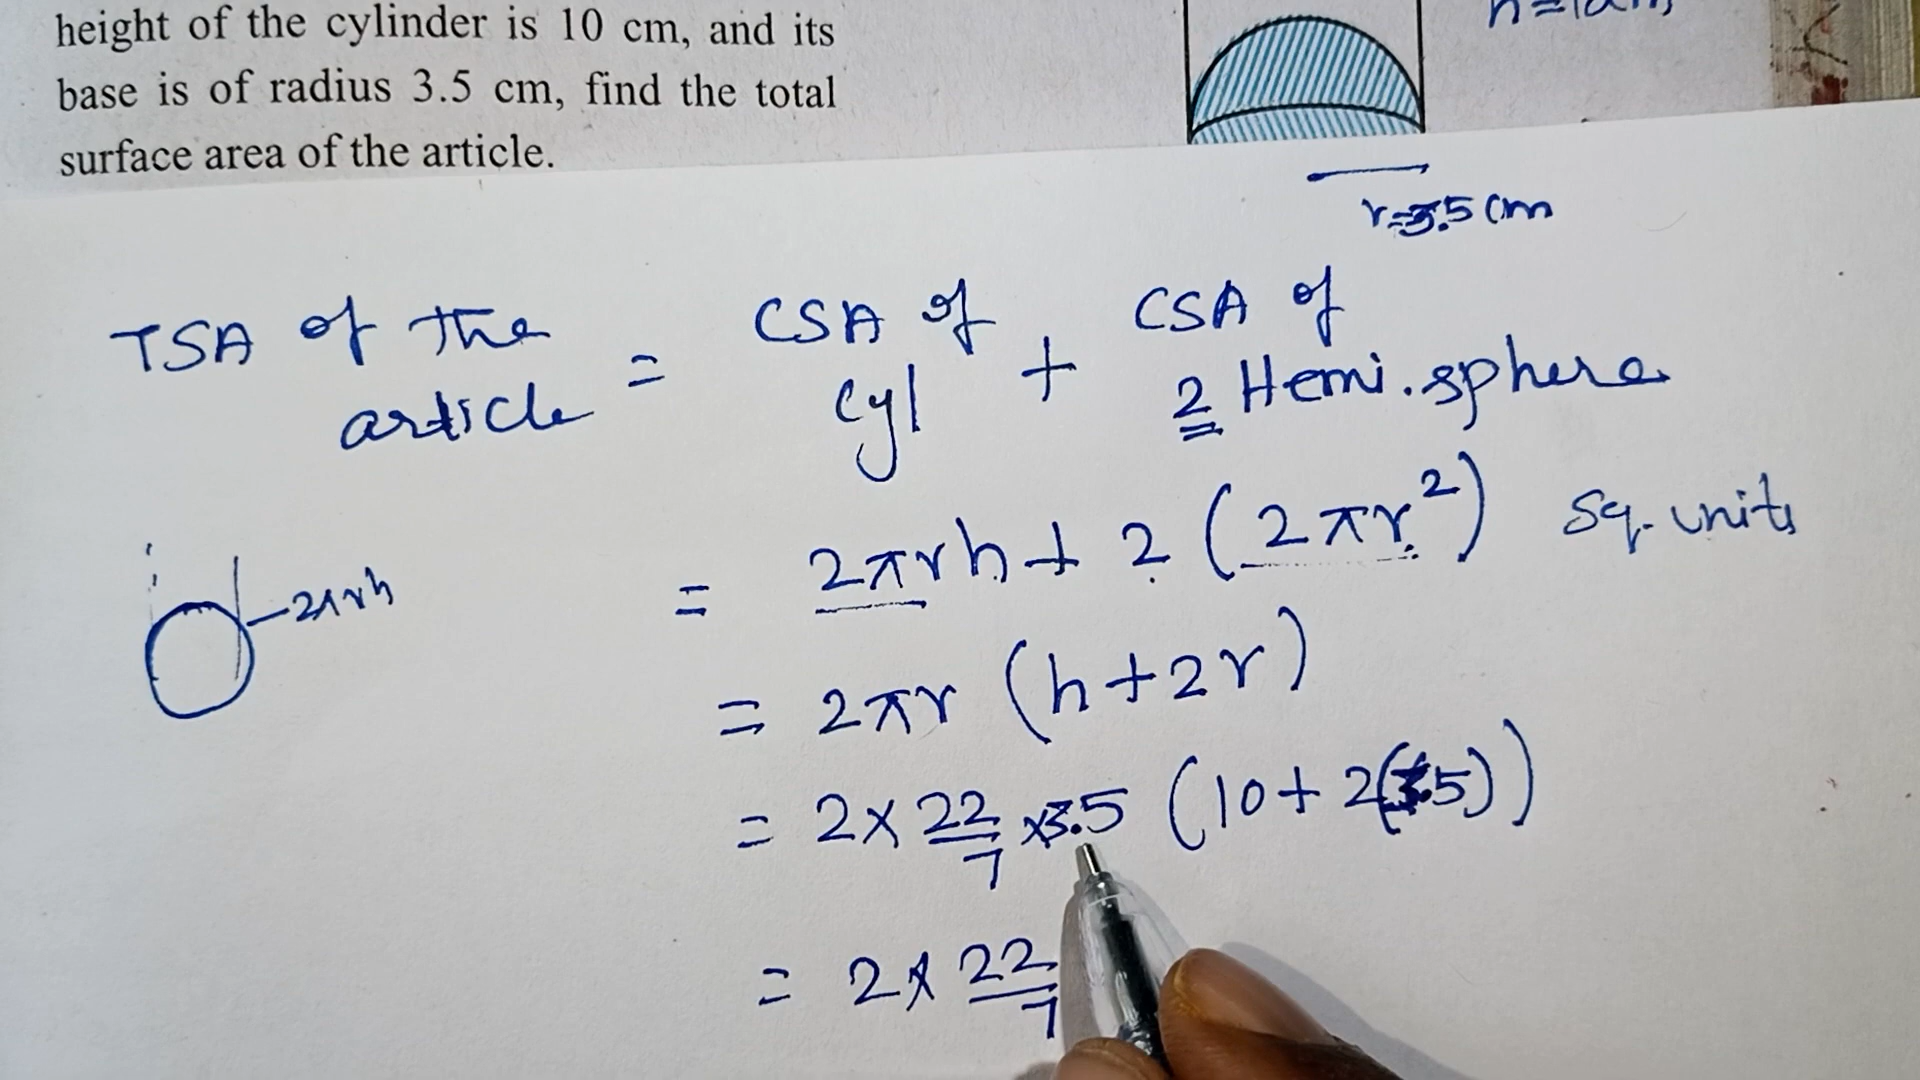 height of the cylinder is 10 cm, and its
base is of radius 3.5 cm, find the total
surface area of the article.
r=3.5 cm
TSA of the article = CSA of cyl + CSA of 2 Hemi.sphere
= 2πrh + 2 (2πr²) sq. units
2πrh
= 2πr (h+2r)
= 2 × 22/7 ×3.5 (10 + 2(3.5))
= 2 × 22/7